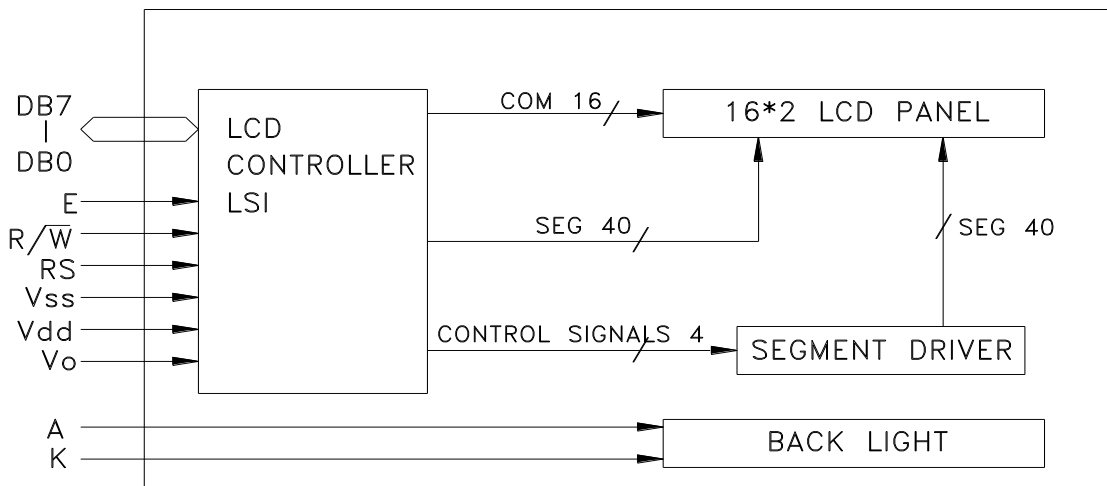 DB7
|
DB0
E
R/W̅
RS
Vss
Vdd
Vo
A
K
LCD
CONTROLLER
LSI
COM 16
16*2 LCD PANEL
SEG 40
SEG 40
CONTROL SIGNALS 4
SEGMENT DRIVER
BACK LIGHT